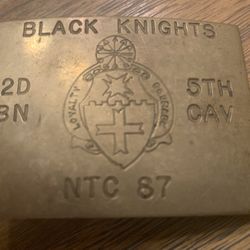 BLACK KNIGHTS
2D 5TH
BN CAV
LOYALTY COURAGE
NTC 87